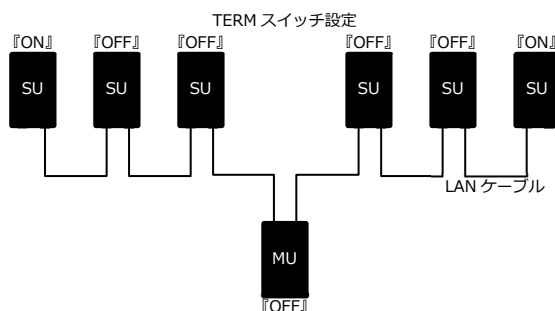 TERM スイッチ設定
『ON』 『OFF』 『OFF』 『OFF』 『OFF』 『ON』
SU SU SU SU SU SU
LAN ケーブル
MU
『OFF』